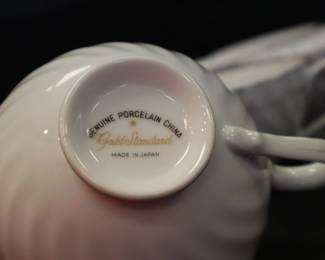 GENUINE PORCELAIN CHINA
Gold Standard
MADE IN JAPAN